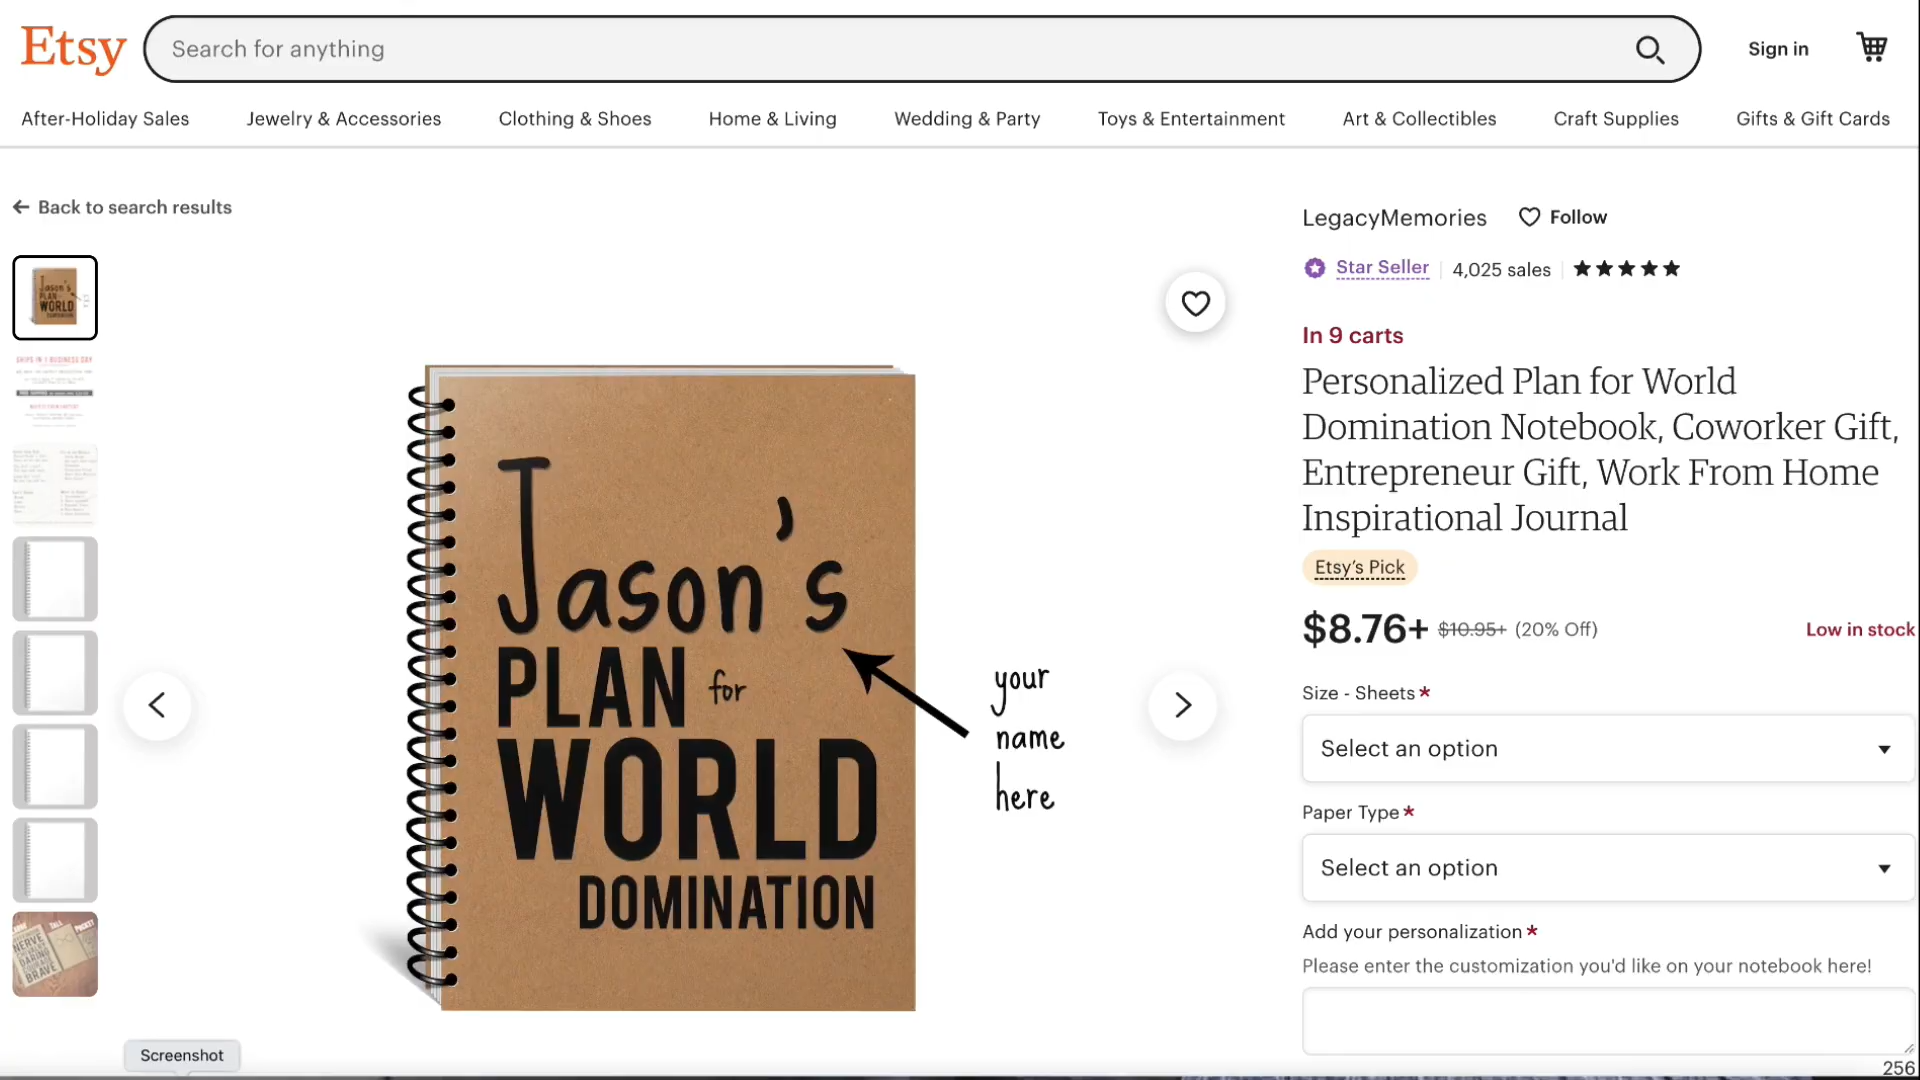 Etsy
Search for anything
Sign in
After-Holiday Sales
Jewelry & Accessories
Clothing & Shoes
Home & Living
Wedding & Party
Toys & Entertainment
Art & Collectibles
Craft Supplies
Gifts & Gift Cards
Back to search results
Jason's
PLAN for
WORLD
DOMINATION
your
name
here
LegacyMemories
Follow
Star Seller
4,025 sales
In 9 carts
Personalized Plan for World
Domination Notebook, Coworker Gift,
Entrepreneur Gift, Work From Home
Inspirational Journal
Etsy's Pick
$8.76+ $10.95+ (20% Off)
Low in stock
Size - Sheets *
Select an option
Paper Type *
Select an option
Add your personalization *
Please enter the customization you'd like on your notebook here!
256
Screenshot